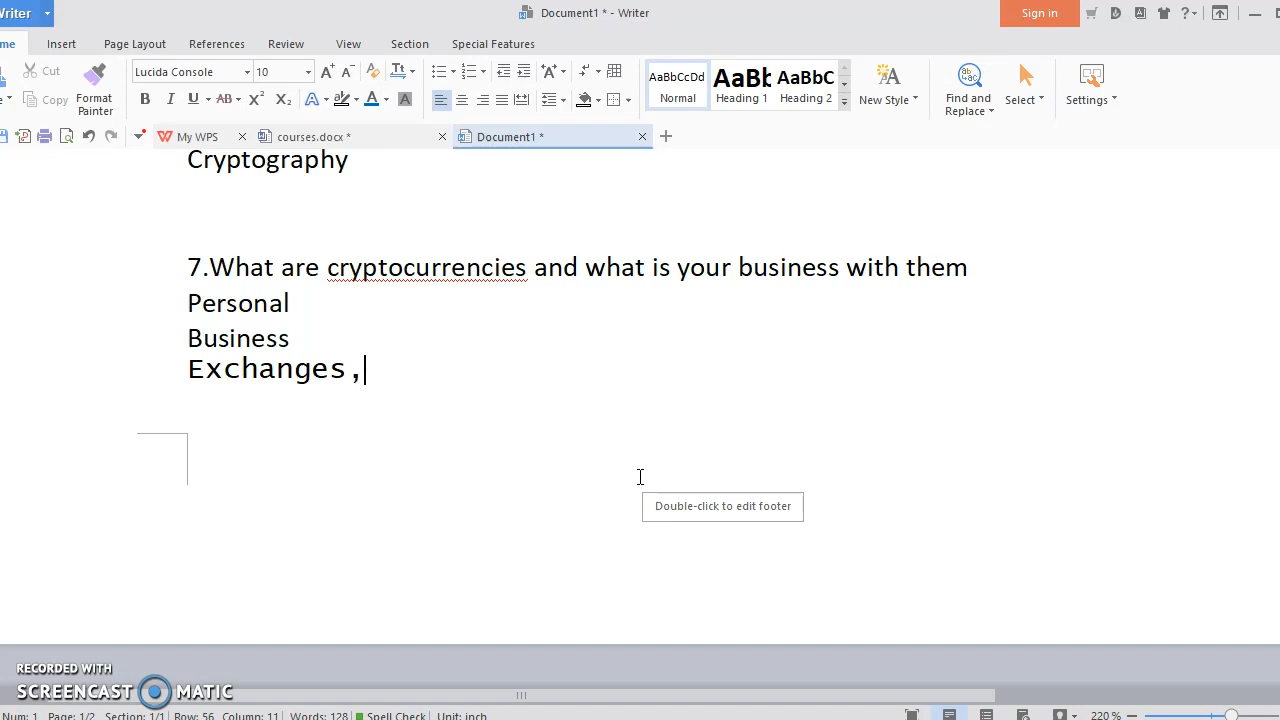 Writer
Document1 * - Writer
Sign in
Insert
Page Layout
References
Review
View
Section
Special Features
Cut
Copy
Format
Painter
Lucida Console
10
AaBbCcDd
Normal
AaBb
Heading 1
AaBbC
Heading 2
New Style
Find and
Replace
Select
Settings
My WPS
courses.docx *
Document1 *
Cryptography
7.What are cryptocurrencies and what is your business with them
Personal
Business
Exchanges,
Double-click to edit footer
RECORDED WITH
SCREENCAST MATIC
Num: 1 Page: 1/2 Section: 1/1 Row: 56 Column: 11 Words: 128 Spell Check Unit: inch
220 %